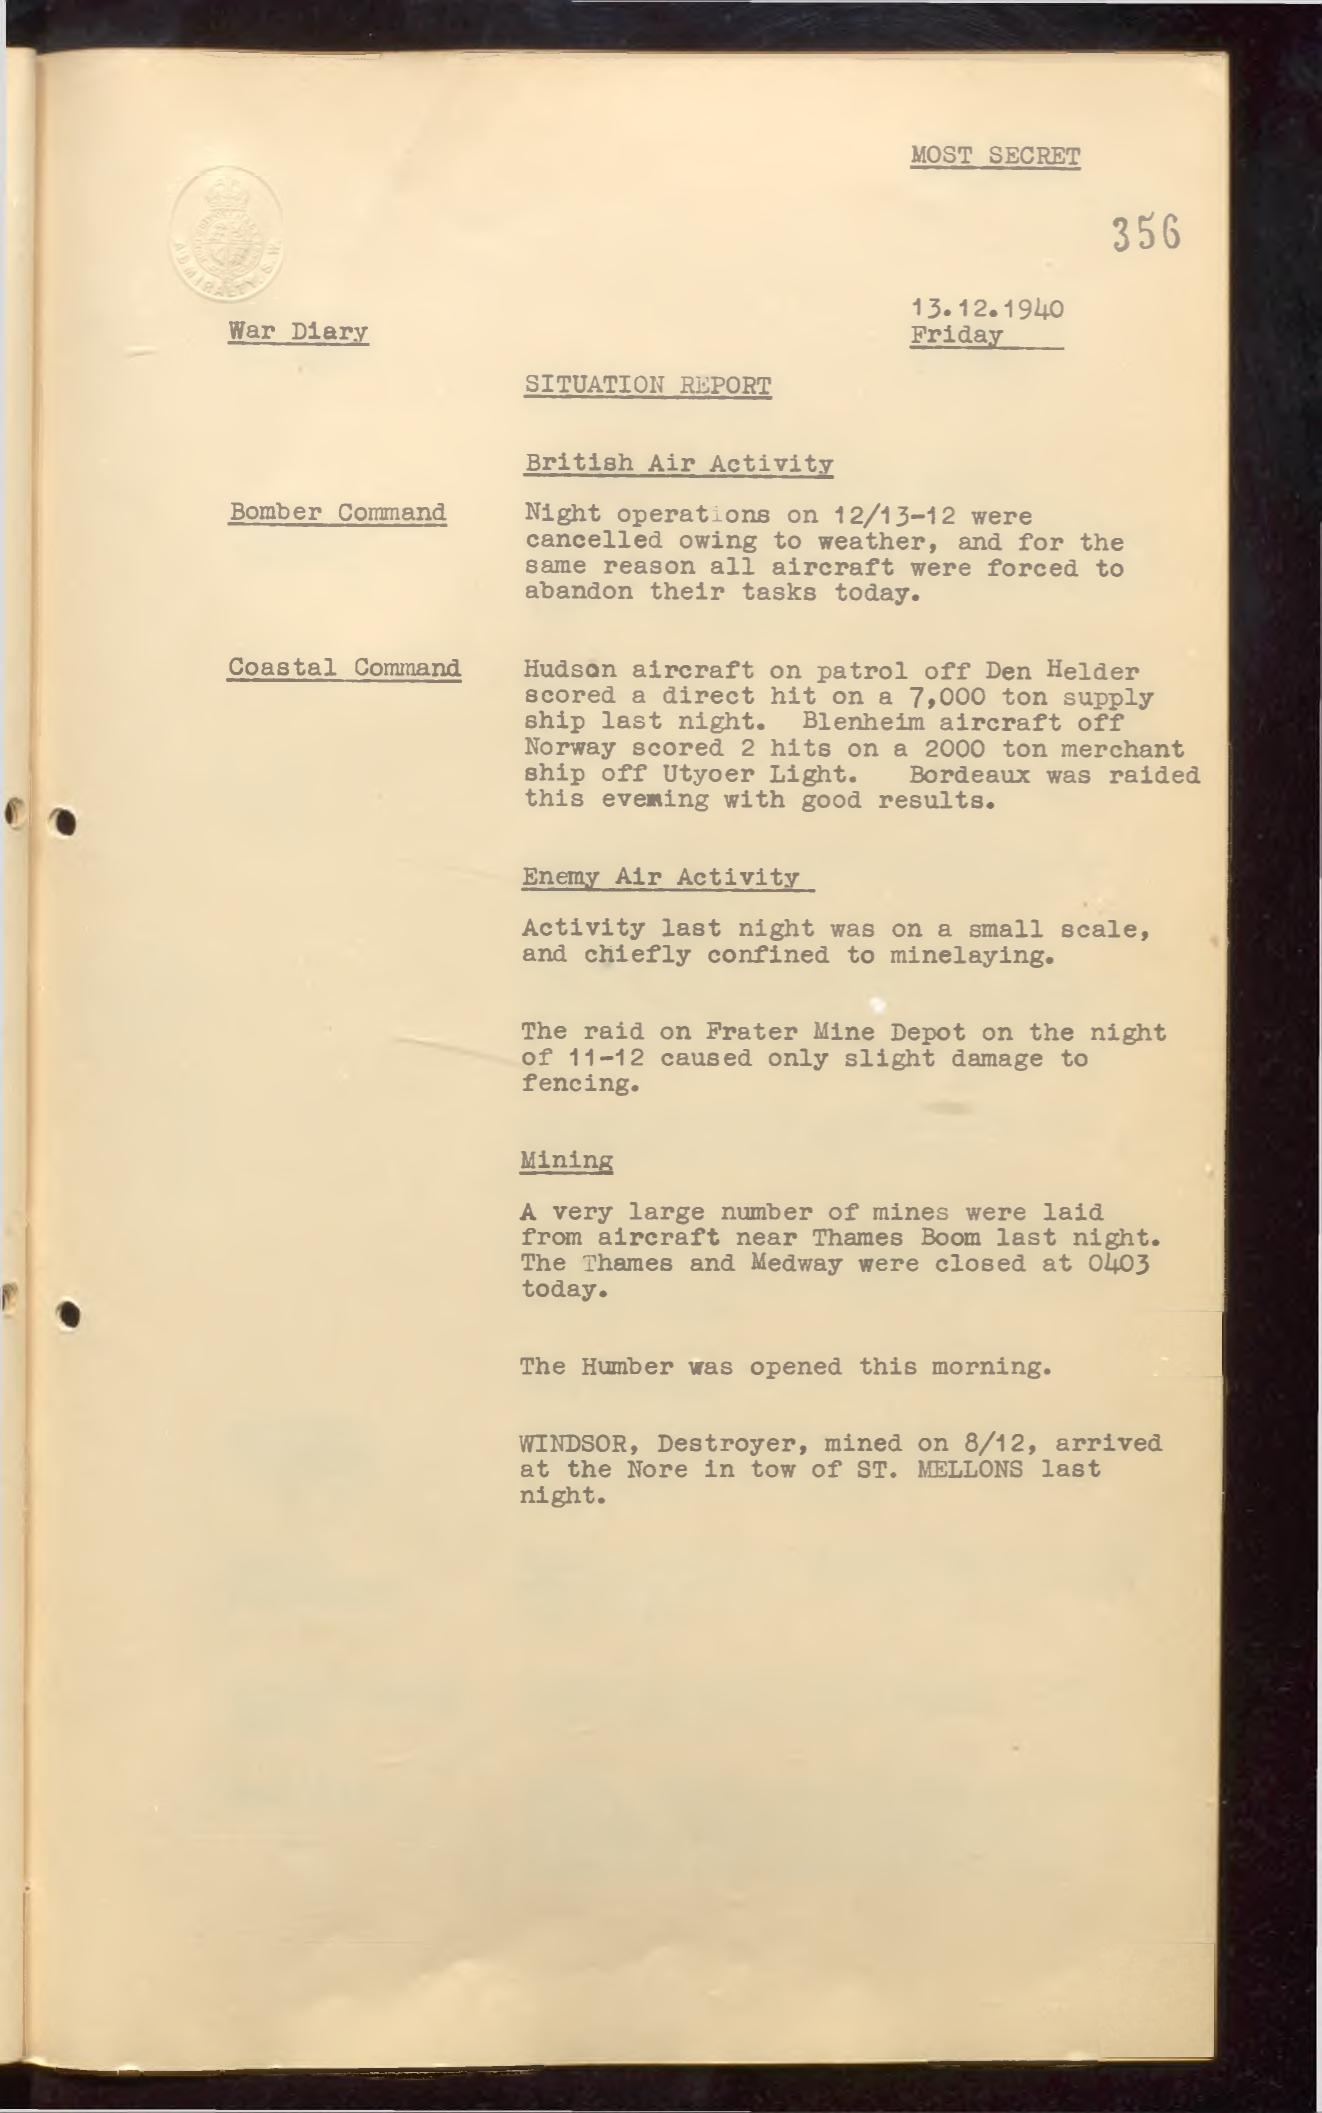 MOST SECRET
356
ADMIRALTY. S.W.
13.12.1940
War Diary
Friday
SITUATION REPORT
British Air Activity
Bomber Command
Night operations on 12/13-12 were
cancelled owing to weather, and for the
same reason all aircraft were forced to
abandon their tasks today.
Coastal Command
Hudson aircraft on patrol off Den Helder
scored a direct hit on a 7,000 ton supply
ship last night. Blenheim aircraft off
Norway scored 2 hits on a 2000 ton merchant
ship off Utyoer Light. Bordeaux was raided
this evening with good results.
Enemy Air Activity
Activity last night was on a small scale,
and chiefly confined to minelaying.
The raid on Frater Mine Depot on the night
of 11-12 caused only slight damage to
fencing.
Mining
A very large number of mines were laid
from aircraft near Thames Boom last night.
The Thames and Medway were closed at 0403
today.
The Humber was opened this morning.
WINDSOR, Destroyer, mined on 8/12, arrived
at the Nore in tow of ST. MELLONS last
night.